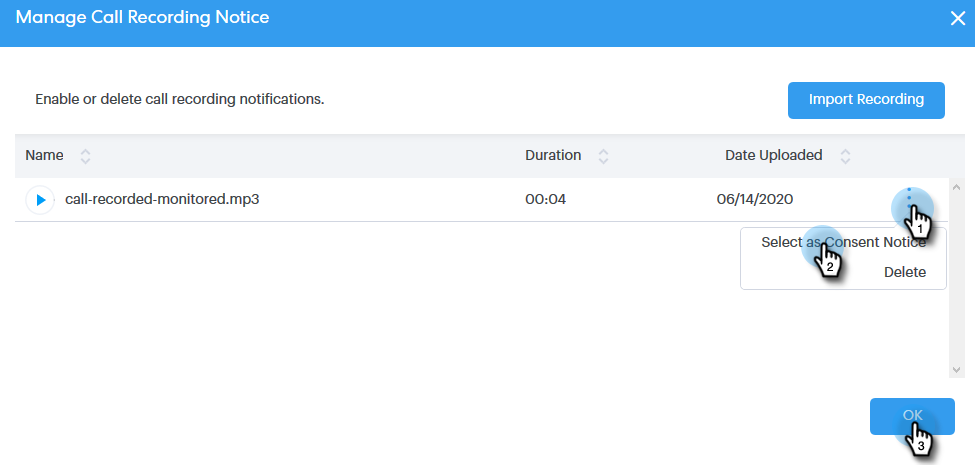 Manage Call Recording Notice
Enable or delete call recording notifications.
Import Recording
Name Duration Date Uploaded
call-recorded-monitored.mp3 00:04 06/14/2020
1
Select as Consent Notice
2
Delete
OK
3